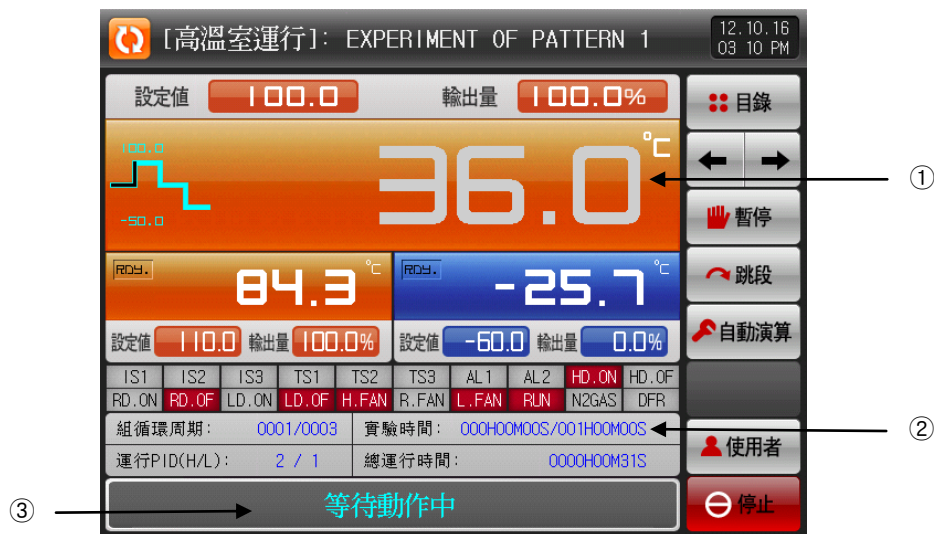 [高溫室運行]: EXPERIMENT OF PATTERN 1
12.10.16
03 10 PM
設定値 100.0 輸出量 100.0%
目錄
100.0
-50.0
36.0 ℃
①
暫停
RDY. 84.3 ℃
RDY. -25.7 ℃
跳段
設定値 110.0 輸出量 100.0%
設定値 -60.0 輸出量 0.0%
自動演算
IS1 IS2 IS3 TS1 TS2 TS3 AL1 AL2 HD.ON HD.OF
RD.ON RD.OF LD.ON LD.OF H.FAN R.FAN L.FAN RUN N2GAS DFR
組循環周期: 0001/0003 實驗時間: 000H00M00S/001H00M00S
②
運行PID(H/L): 2 / 1 總運行時間: 0000H00M31S
使用者
③
等待動作中
停止